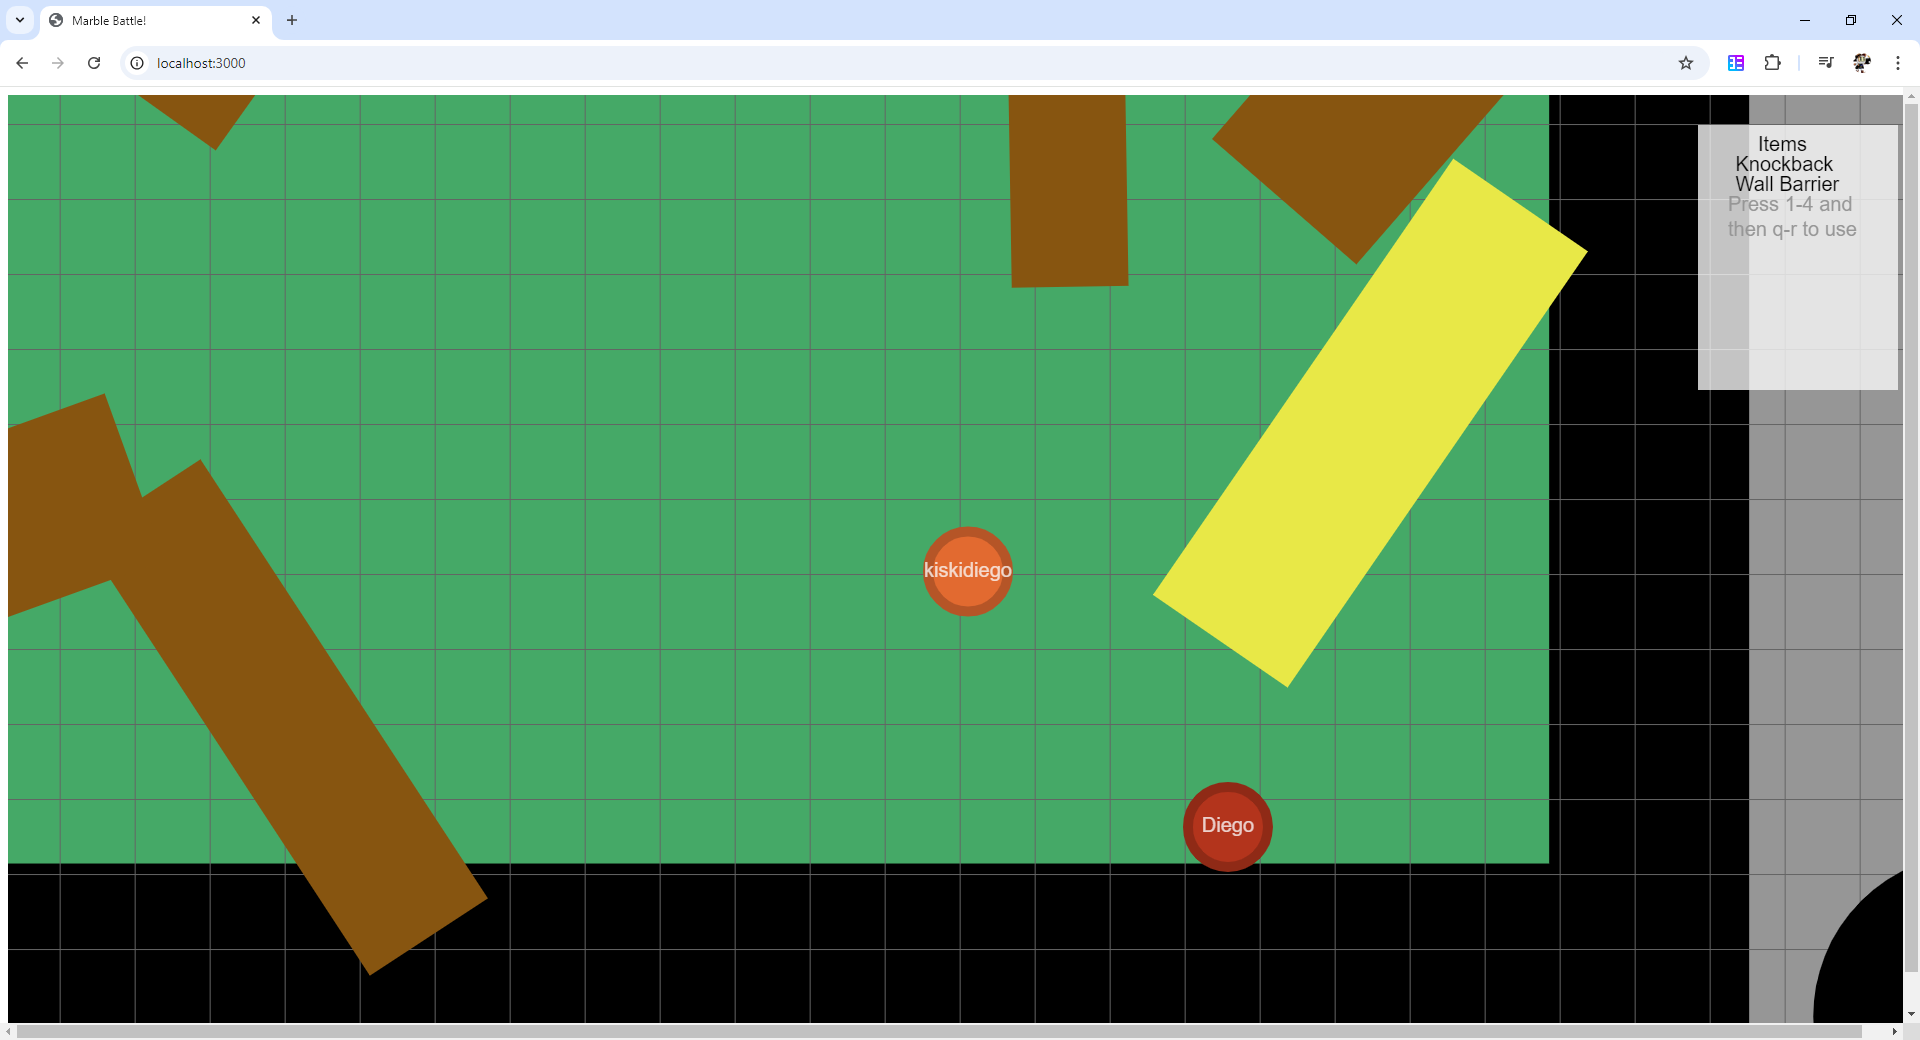 Marble Battle!
localhost:3000
Items
Knockback
Wall Barrier
Press 1-4 and
then q-r to use
kiskidiego
Diego